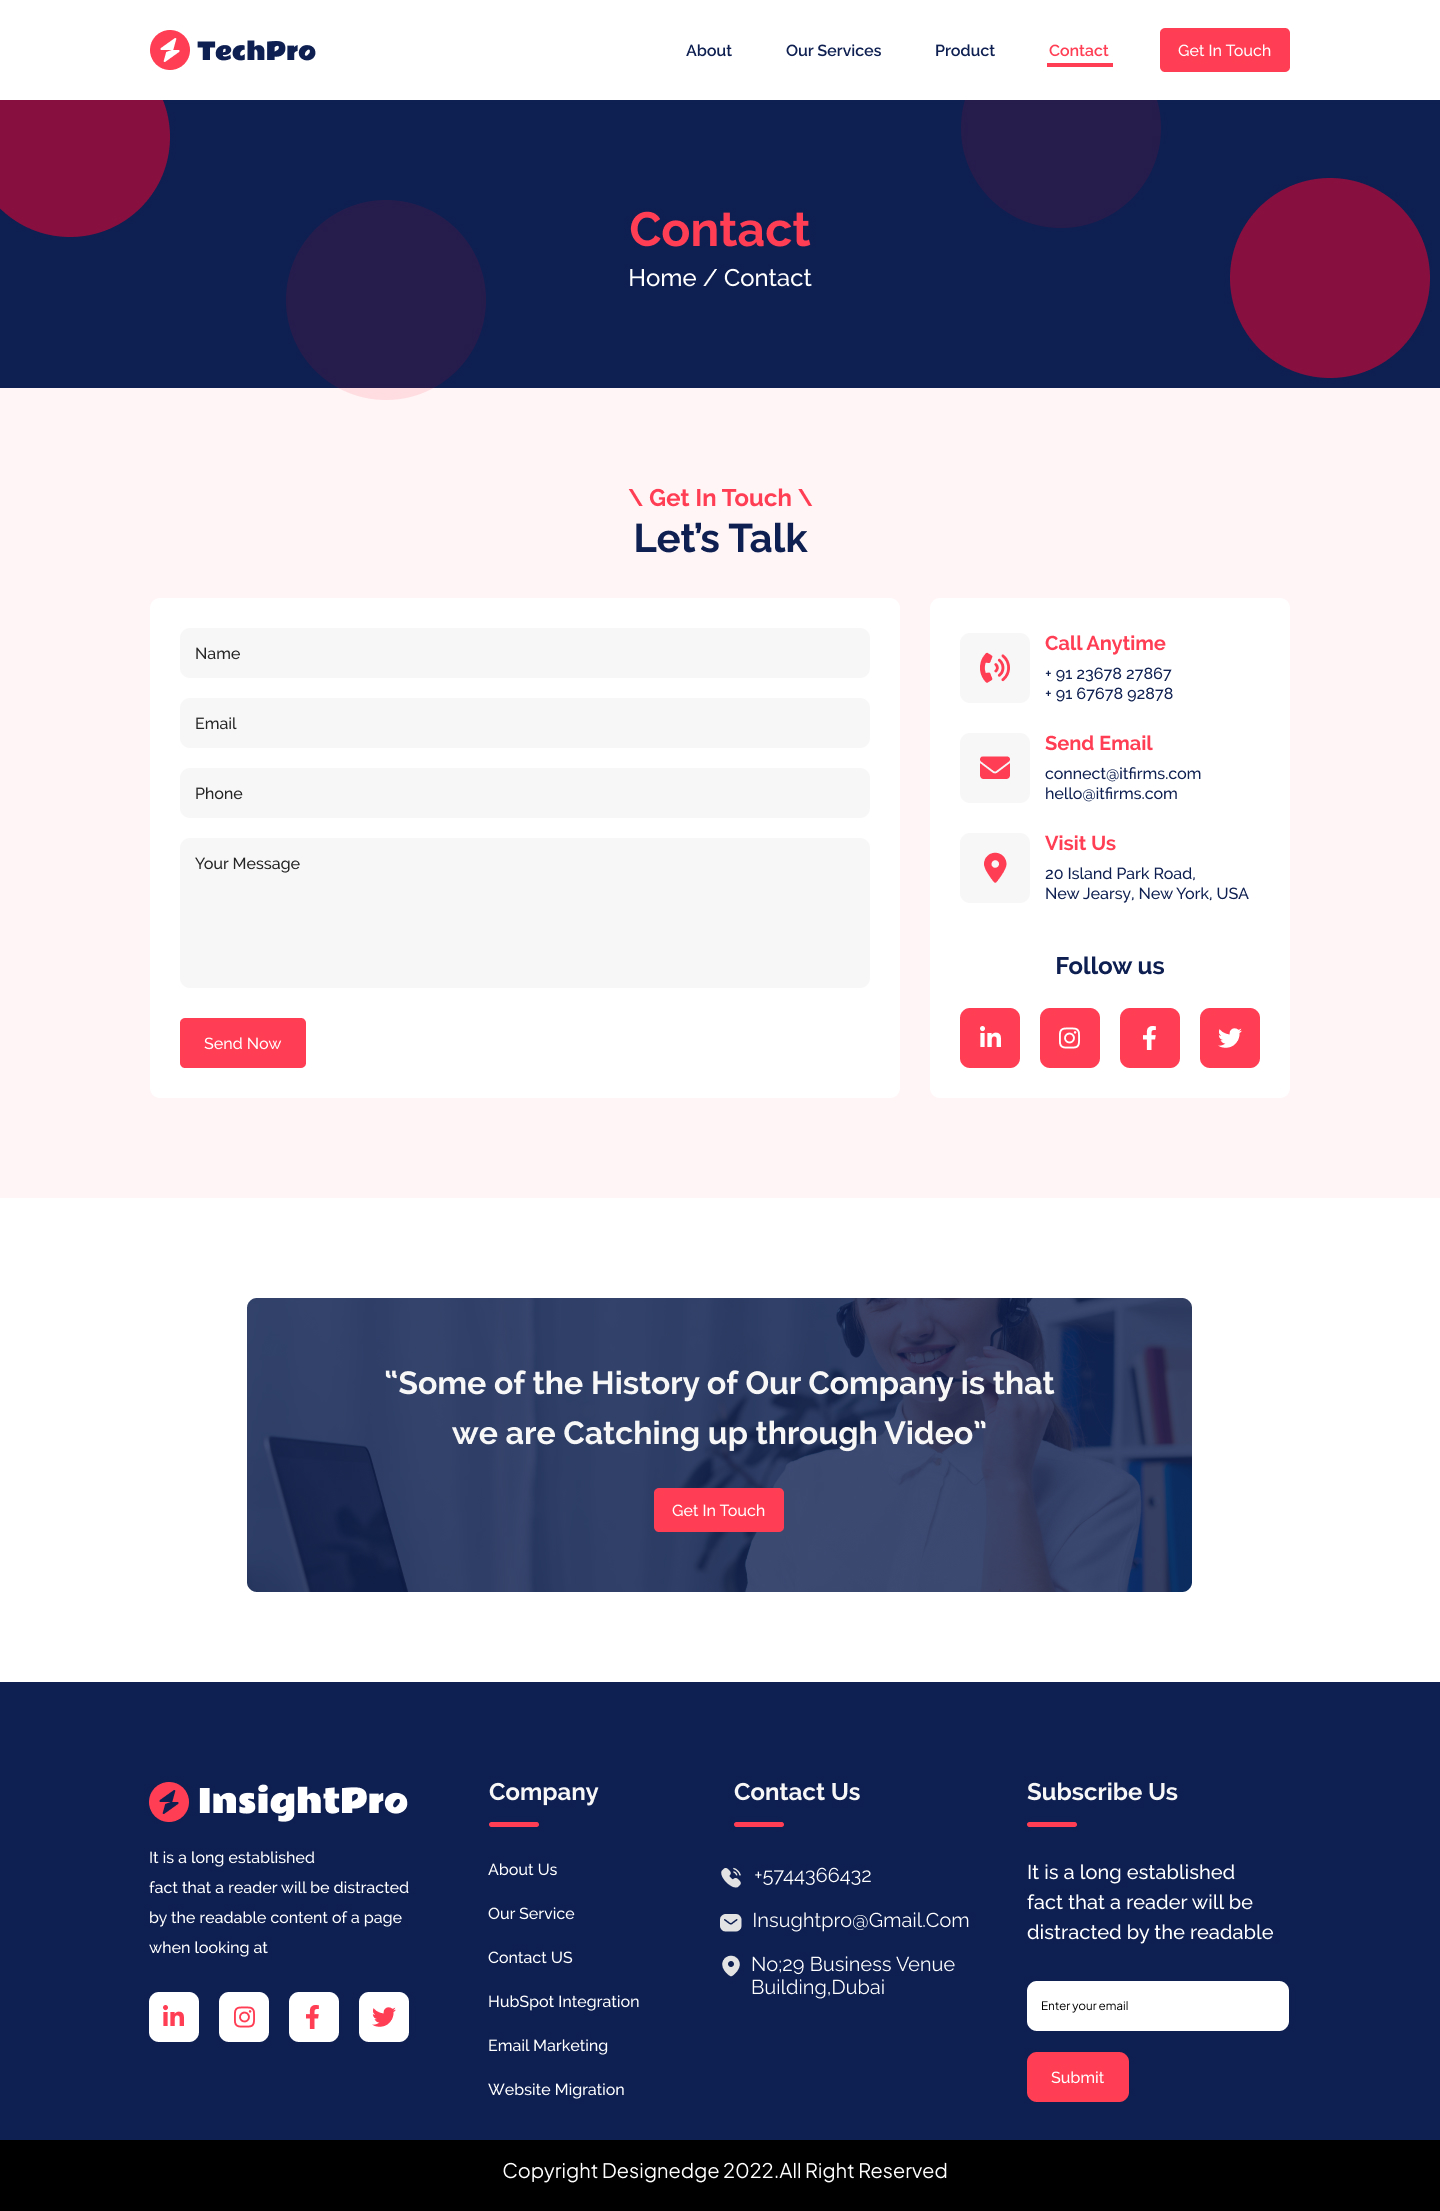 TechPro
About
Our Services
Product
Contact
Get In Touch
Contact
Home / Contact
\ Get In Touch \
Let’s Talk
Name
Email
Phone
Your Message
Send Now
Call Anytime
+ 91 23678 27867
+ 91 67678 92878
Send Email
connect@itfirms.com
hello@itfirms.com
Visit Us
20 Island Park Road,
New Jearsy, New York, USA
Follow us
“Some of the History of Our Company is that
we are Catching up through Video”
Get In Touch
InsightPro
It is a long established
fact that a reader will be distracted
by the readable content of a page
when looking at
Company
About Us
Our Service
Contact US
HubSpot Integration
Email Marketing
Website Migration
Contact Us
+5744366432
Insughtpro@Gmail.Com
No;29 Business Venue
Building,Dubai
Subscribe Us
It is a long established
fact that a reader will be
distracted by the readable
Enter your email
Submit
Copyright Designedge 2022.All Right Reserved